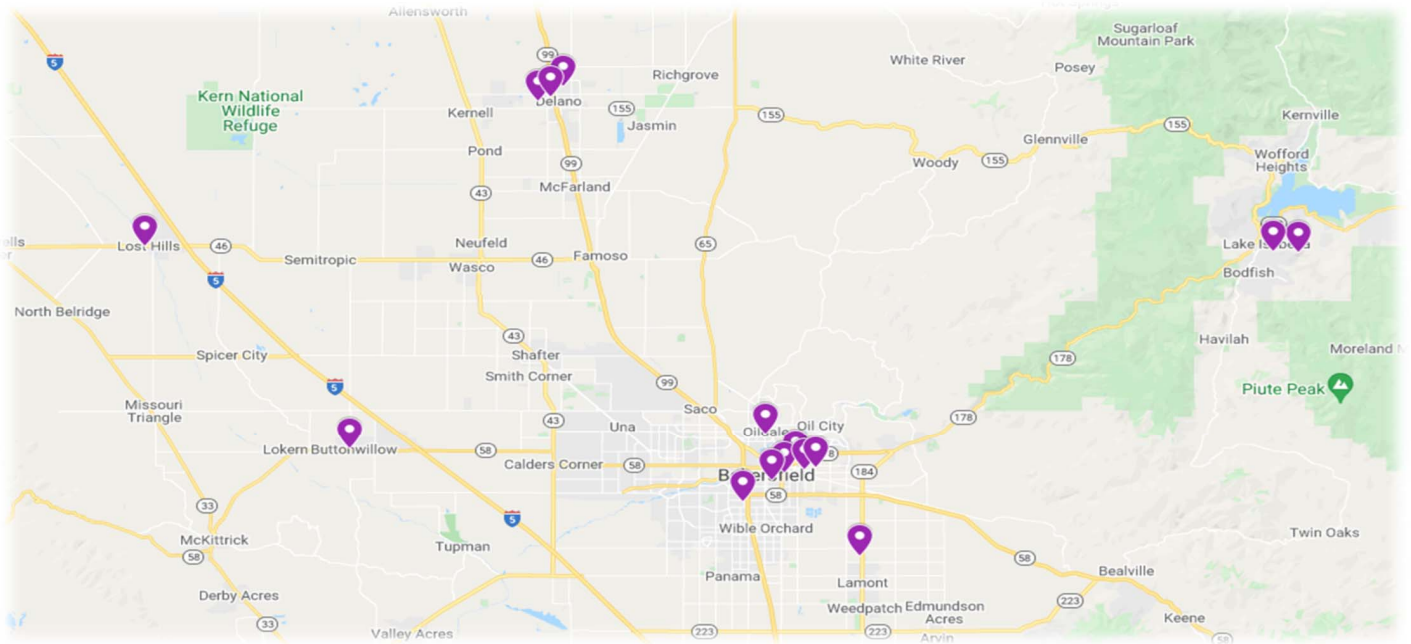 Allensworth
Sugarloaf
Mountain Park
5
99
White River
Posey
Richgrove
Kern National
Wildlife
Refuge
Delano
155
Kernell
155
Kernville
Jasmin
155
Glennville
Pond
Woody
155
Wofford
Heights
99
McFarland
43
Lost Hills
46
Neufeld
65
Lake
Semitropic
46
Famoso
Wasco
Bodfish
5
North Belridge
43
Havilah
Spicer City
Shafter
178
Moreland
Smith Corner
99
5
Piute Peak
Missouri
Triangle
Saco
178
43
Una
Oil City
Lokern Buttonwillow
58
Calders Corner
58
184
58
33
5
Wible Orchard
Twin Oaks
McKittrick
Tupman
58
58
Panama
Lamont
Bealville
Derby Acres
223
Weedpatch
Edmundson
Acres
Keene
33
Valley Acres
223
223
Arvin
58